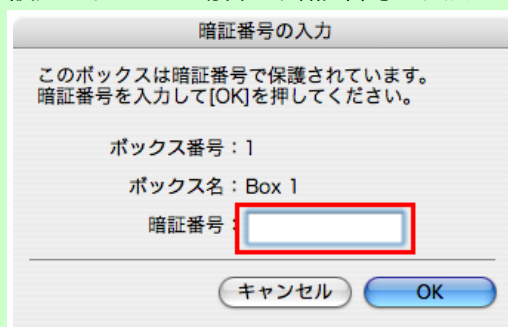 暗証番号の入力
このボックスは暗証番号で保護されています。
暗証番号を入力して[OK]を押してください。
ボックス番号：1
ボックス名：Box 1
暗証番号：
キャンセル OK